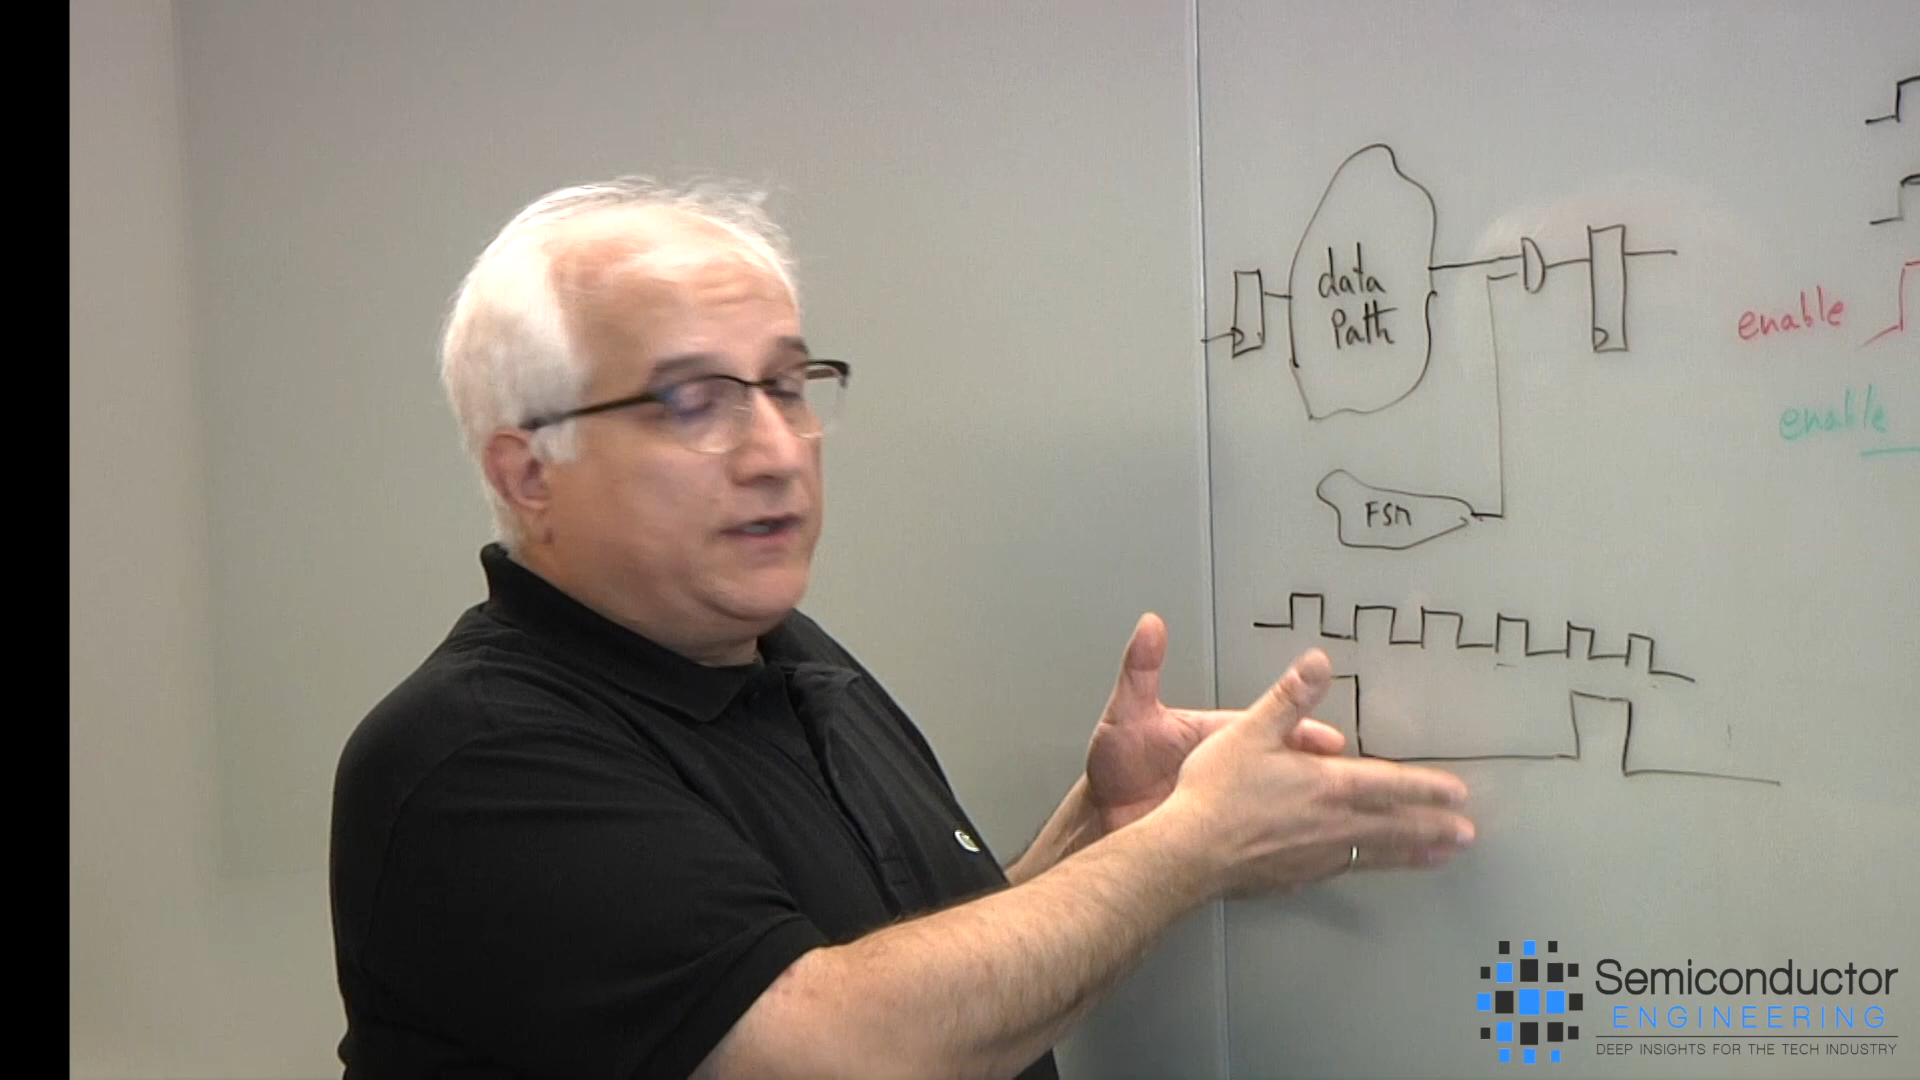 data
Path
enable
enable
FSM
Semiconductor
ENGINEERING
DEEP INSIGHTS FOR THE TECH INDUSTRY